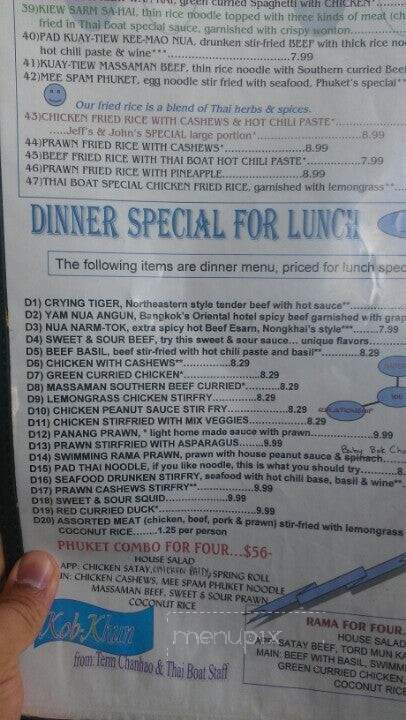 green curried Spaghetti with CHICKEN
39)KIEW SARM SA-HAI, thin rice noodle topped with three kinds of meat
fried in Thai Boat special sauce, garnished with crispy wonton
40)PAD KUAY-TIEW KEE-MAO NUA, drunken stir-fried BEEF with thick rice
hot chili paste & wine***..........7.99
41)KUAY-TIEW MASSAMAN BEEF, thin rice noodle with Southern curried
42)MEE SPAM PHUKET, egg noodle stir fried with seafood, Phuket's special**
Our fried rice is a blend of Thai herbs & spices.
43)CHICKEN FRIED RICE WITH CASHEWS & HOT CHILI PASTE*
......Jeff's & John's SPECIAL large portion*..........8.99
44)PRAWN FRIED RICE WITH CASHEWS*..........8.99
45)BEEF FRIED RICE WITH THAI BOAT HOT CHILI PASTE*..........7.99
46)PRAWN FRIED RICE WITH PINEAPPLE..........8.99
47)THAI BOAT SPECIAL CHICKEN FRIED RICE, garnished with lemongrass**
DINNER SPECIAL FOR LUNCH
The following items are dinner menu, priced for lunch
D1) CRYING TIGER, Northeastern style tender beef with hot sauce**
D2) YAM NUA ANGUN, Bangkok's Oriental hotel spicy beef garnished with
D3) NUA NARM-TOK, extra spicy hot Beef Esarn, Nongkhai's style***.......7.99
D4) SWEET & SOUR BEEF, try this sweet & sour sauce... unique flavors
D5) BEEF BASIL, beef stir-fried with hot chili paste and basil**..........8.29
D6) CHICKEN WITH CASHEWS**..........8.29
D7) GREEN CURRIED CHICKEN*..........8.29
D8) MASSAMAN SOUTHERN BEEF CURRIED*..........8.29
D9) LEMONGRASS CHICKEN STIRFRY..........8.29
D10) CHICKEN PEANUT SAUCE STIR FRY..........8.29
D11) CHICKEN STIRFRIED WITH MIX VEGGIES..........8.29
D12) PANANG PRAWN, * light home made sauce with prawn..........9.99
D13) PRAWN STIRFRIED WITH ASPARAGUS..........9.99
Baby Bok
D14) SWIMMING RAMA PRAWN, prawn with house peanut sauce & spinach
D15) PAD THAI NOODLE, if you like noodle, this is what you should try
D16) SEAFOOD DRUNKEN STIRFRY, seafood with hot chili base, basil & wine**
D17) PRAWN CASHEWS STIRFRY**..........9.99
D18) SWEET & SOUR SQUID..........9.99
D19) RED CURRIED DUCK*..........9.99
D20) ASSORTED MEAT (chicken, beef, pork & prawn) stir-fried with lemongrass
COCONUT RICE.......1.25 per person
PHUKET COMBO FOR FOUR...$56-
HOUSE SALAD
APP: CHICKEN SATAY, SPRING ROLL
IN: CHICKEN CASHEWS, MEE SPAM PHUKET NOODLE
MASSAMAN BEEF, SWEET & SOUR PRAWN
COCONUT RICE
Kob-Khun
from: Terin Chanhao & Thai Boat Staff
menupix
RAMA FOR FOUR
HOUSE SALAD
APP: SATAY BEEF, TORD MUN
MAIN: BEEF WITH BASIL,
GREEN CURRIED CHICKEN,
COCONUT